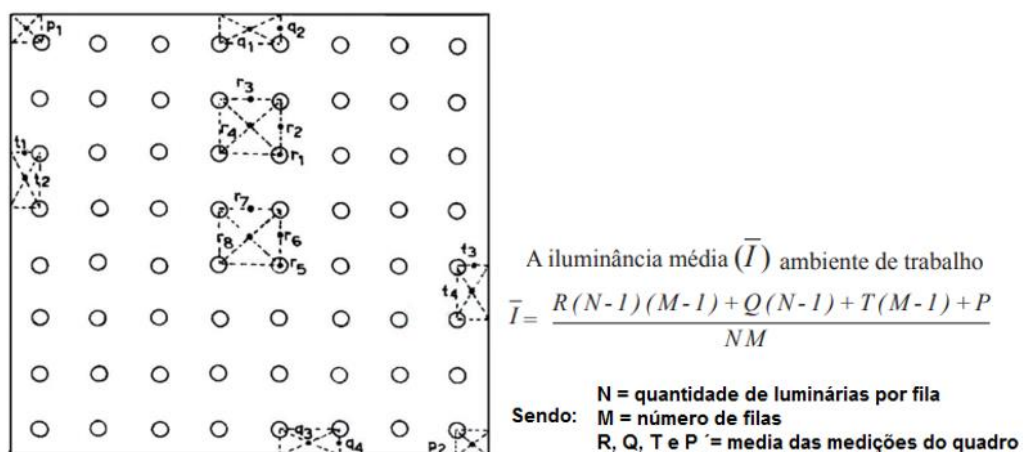 p1
q1
q2
r3
r4
r2
r1
t1
t2
r7
r8
r6
r5
t3
t4
q3
q4
p2
A iluminância média (I̅) ambiente de trabalho
I̅ = R(N-1)(M-1)+Q(N-1)+T(M-1)+P
NM
N = quantidade de luminárias por fila
Sendo: M = número de filas
R, Q, T e P ´= media das medições do quadro